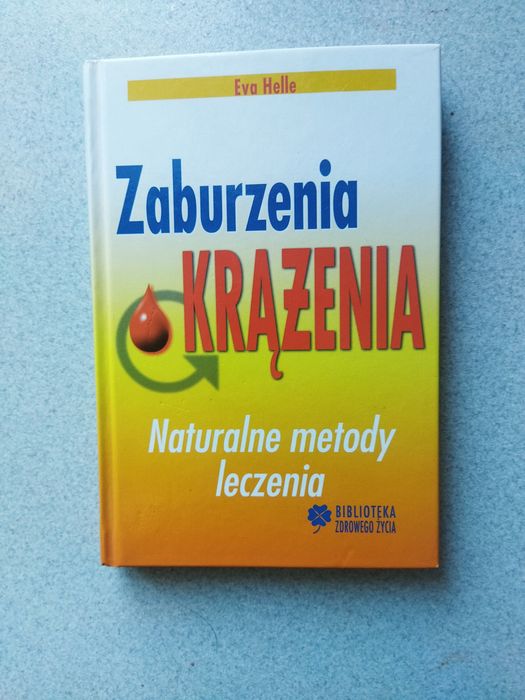 Eva Helle
Zaburzenia
KRĄŻENIA
Naturalne metody
leczenia
BIBLIOTEKA
ZDROWEGO ŻYCIA